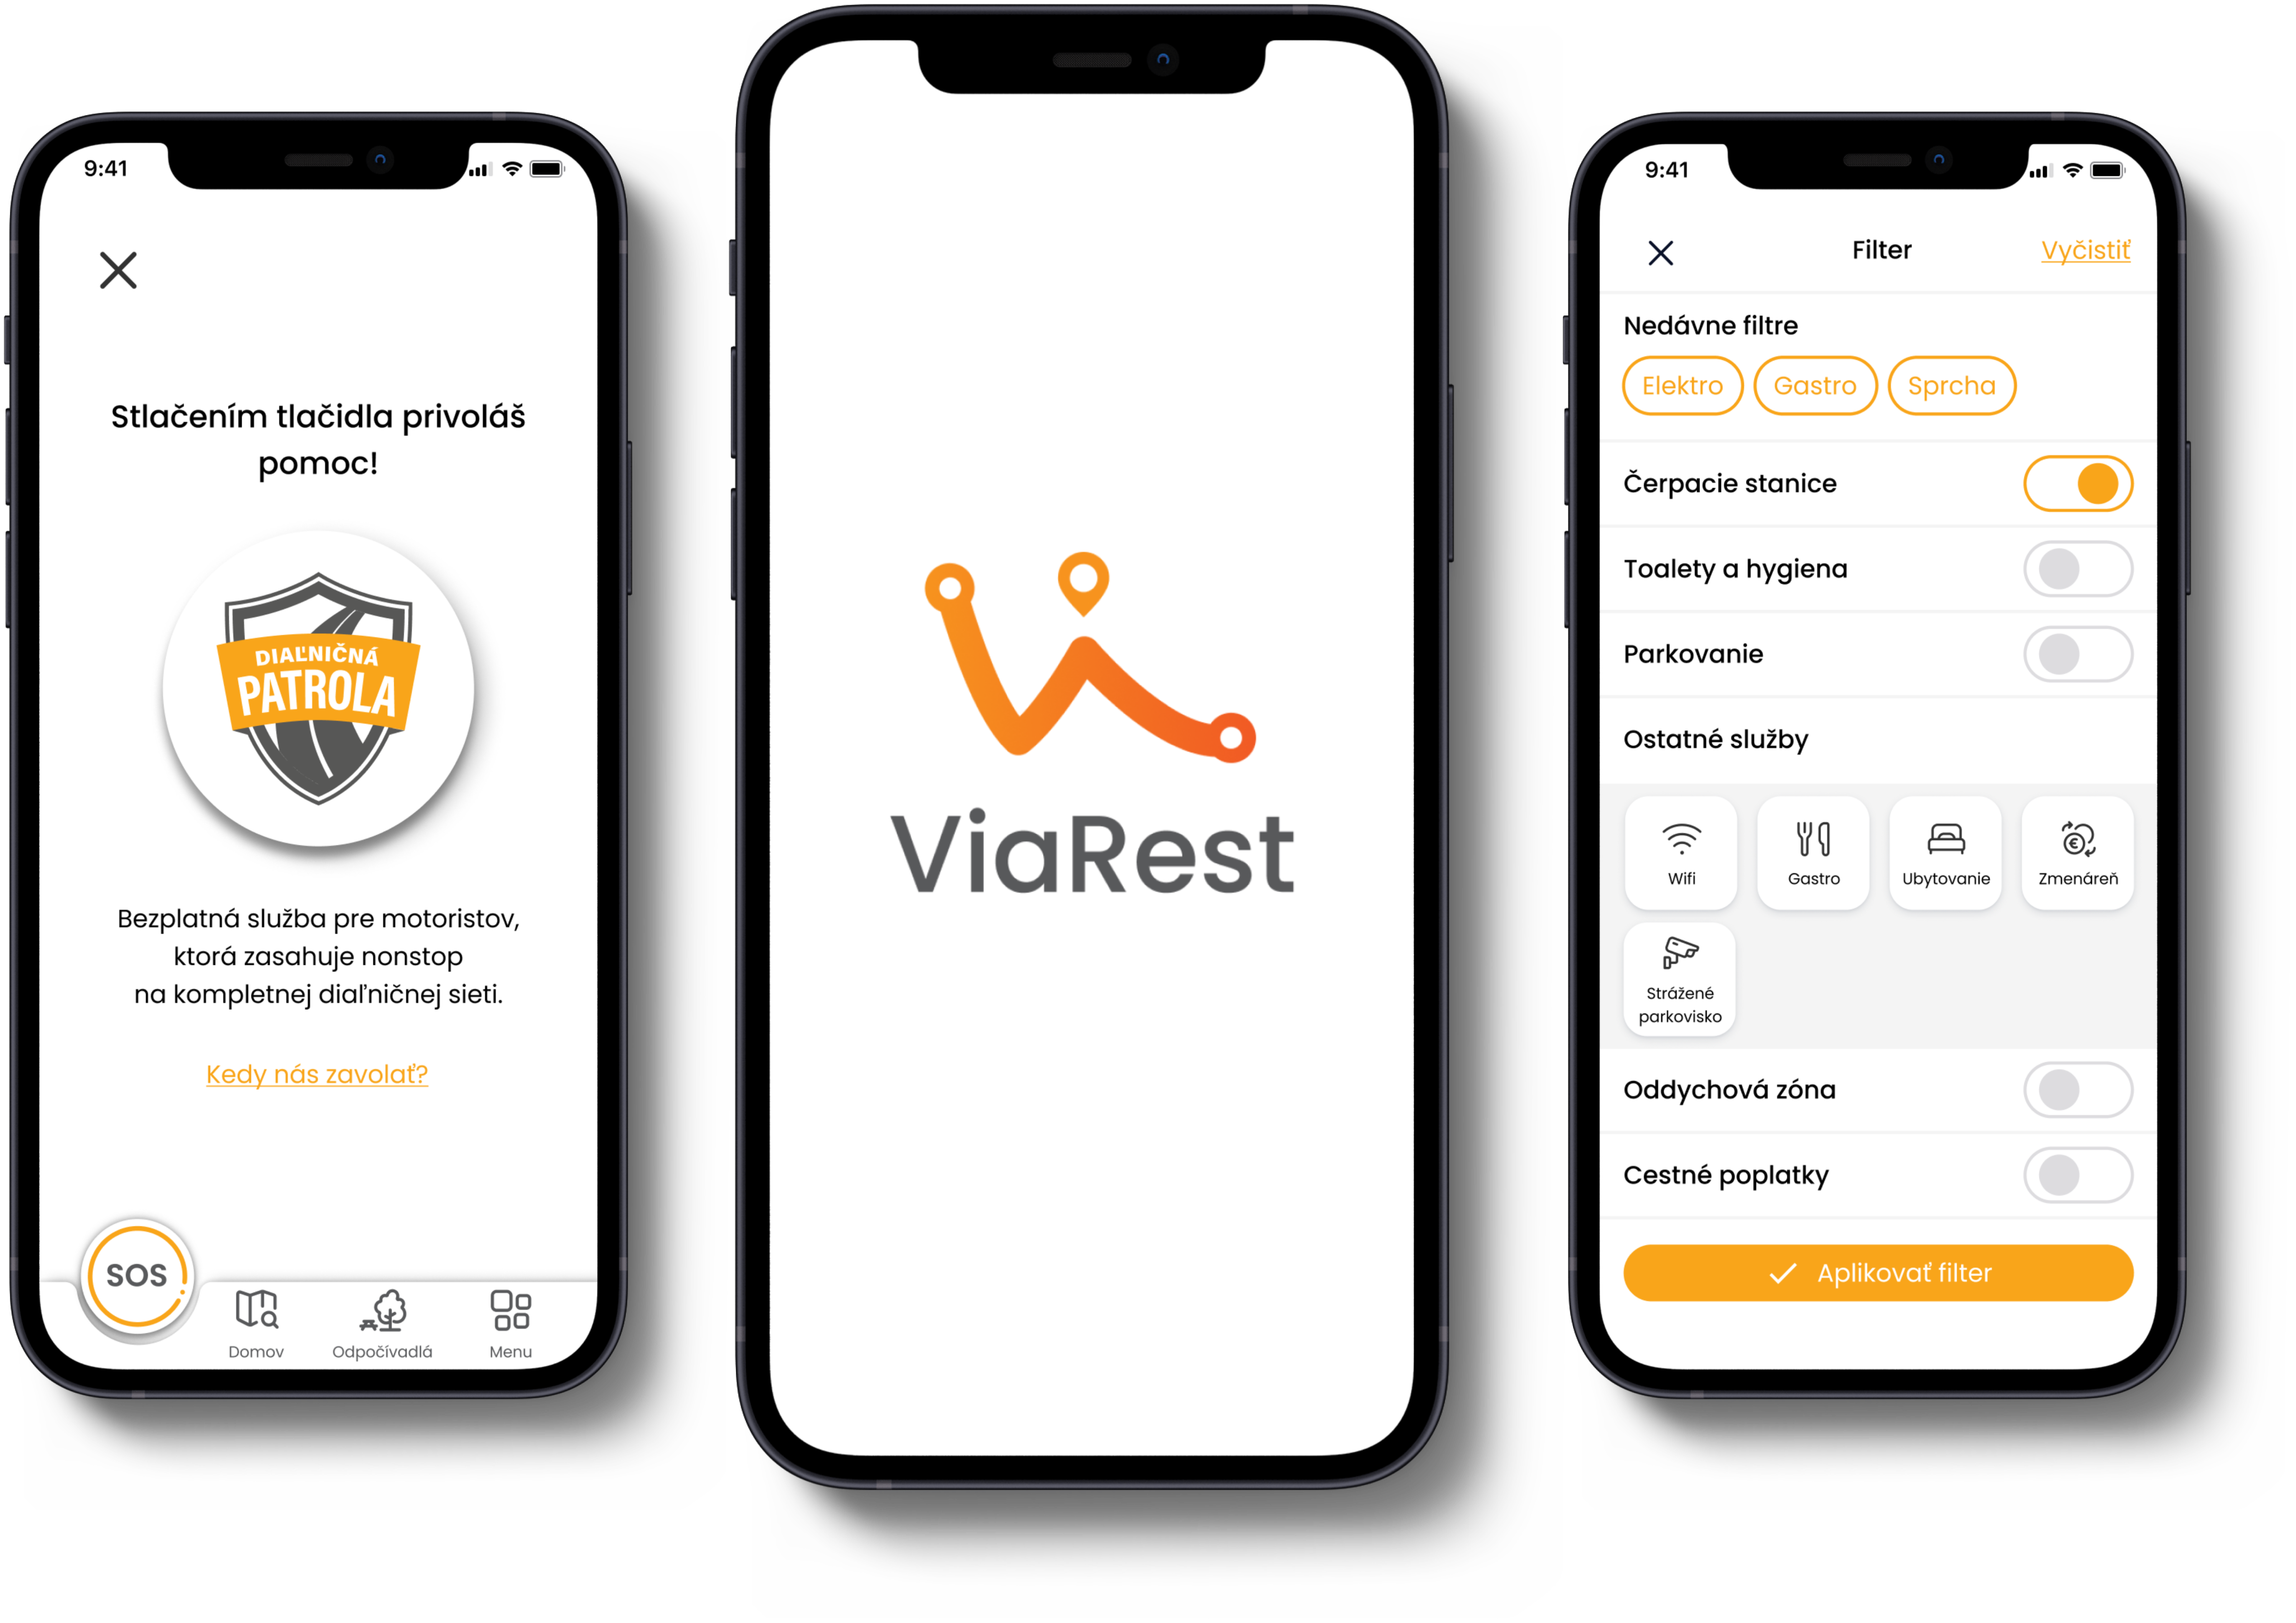 9:41
Stlačením tlačidla privoláš
pomoc!
DIAĽNIČNÁ
PATROLA
Bezplatná služba pre motoristov,
ktorá zasahuje nonstop
na kompletnej diaľničnej sieti.
Kedy nás zavolať?
SOS
Domov
Odpočívadlá
Menu
ViaRest
9:41
Filter
Vyčistiť
Nedávne filtre
Elektro
Gastro
Sprcha
Čerpacie stanice
Toalety a hygiena
Parkovanie
Ostatné služby
Wifi
Gastro
Ubytovanie
Zmenáreň
Strážené
parkovisko
Oddychová zóna
Cestné poplatky
Aplikovať filter